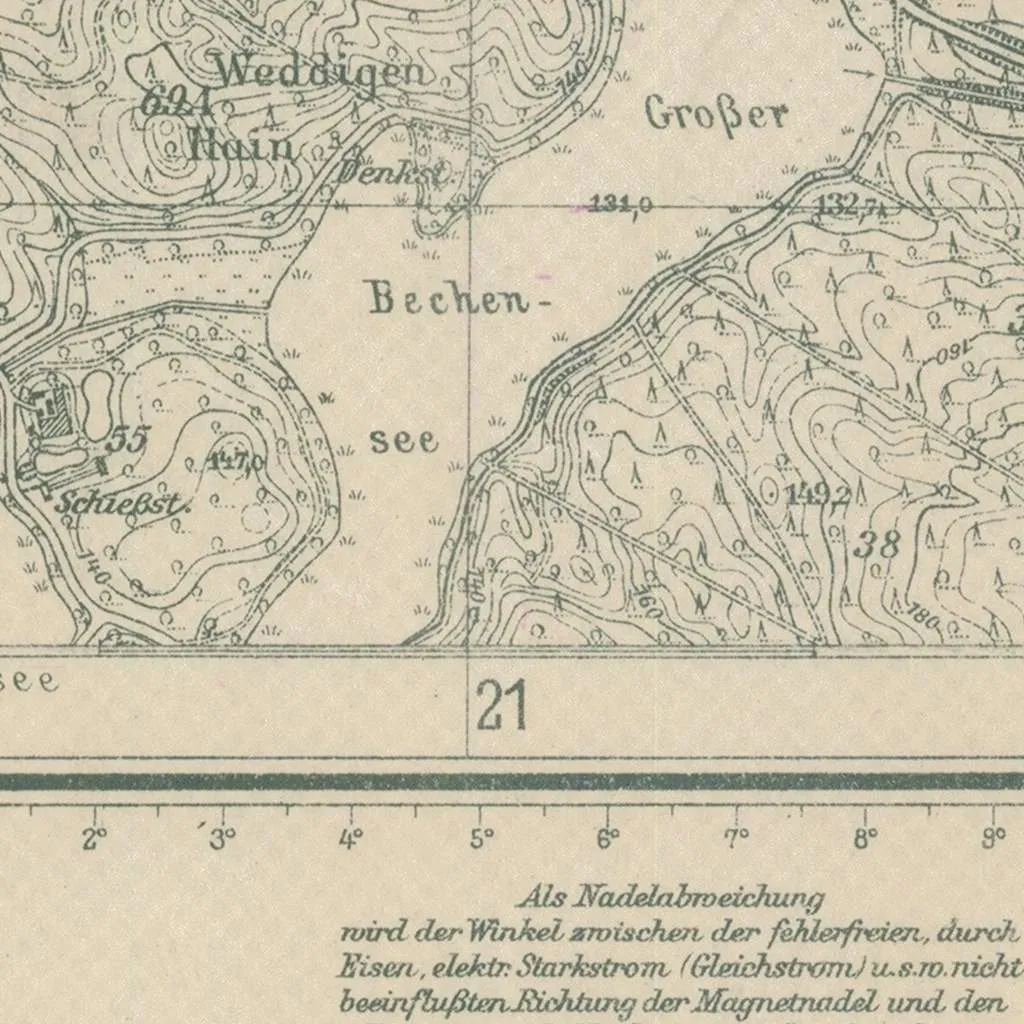 Weddigen
140
Großer
Hain
Denkst.
131,0
132,7
Bechen-
160
see
55
147,0
Schießst.
149,2
38
140
140
160
180
see
21
2° 3° 4° 5° 6° 7° 8° 9°
Als Nadelabweichung
wird der Winkel zwischen der fehlerfreien, durch
Eisen, elektr. Starkstrom (Gleichstrom) u.s.w. nicht
beeinflußten Richtung der Magnetnadel und den